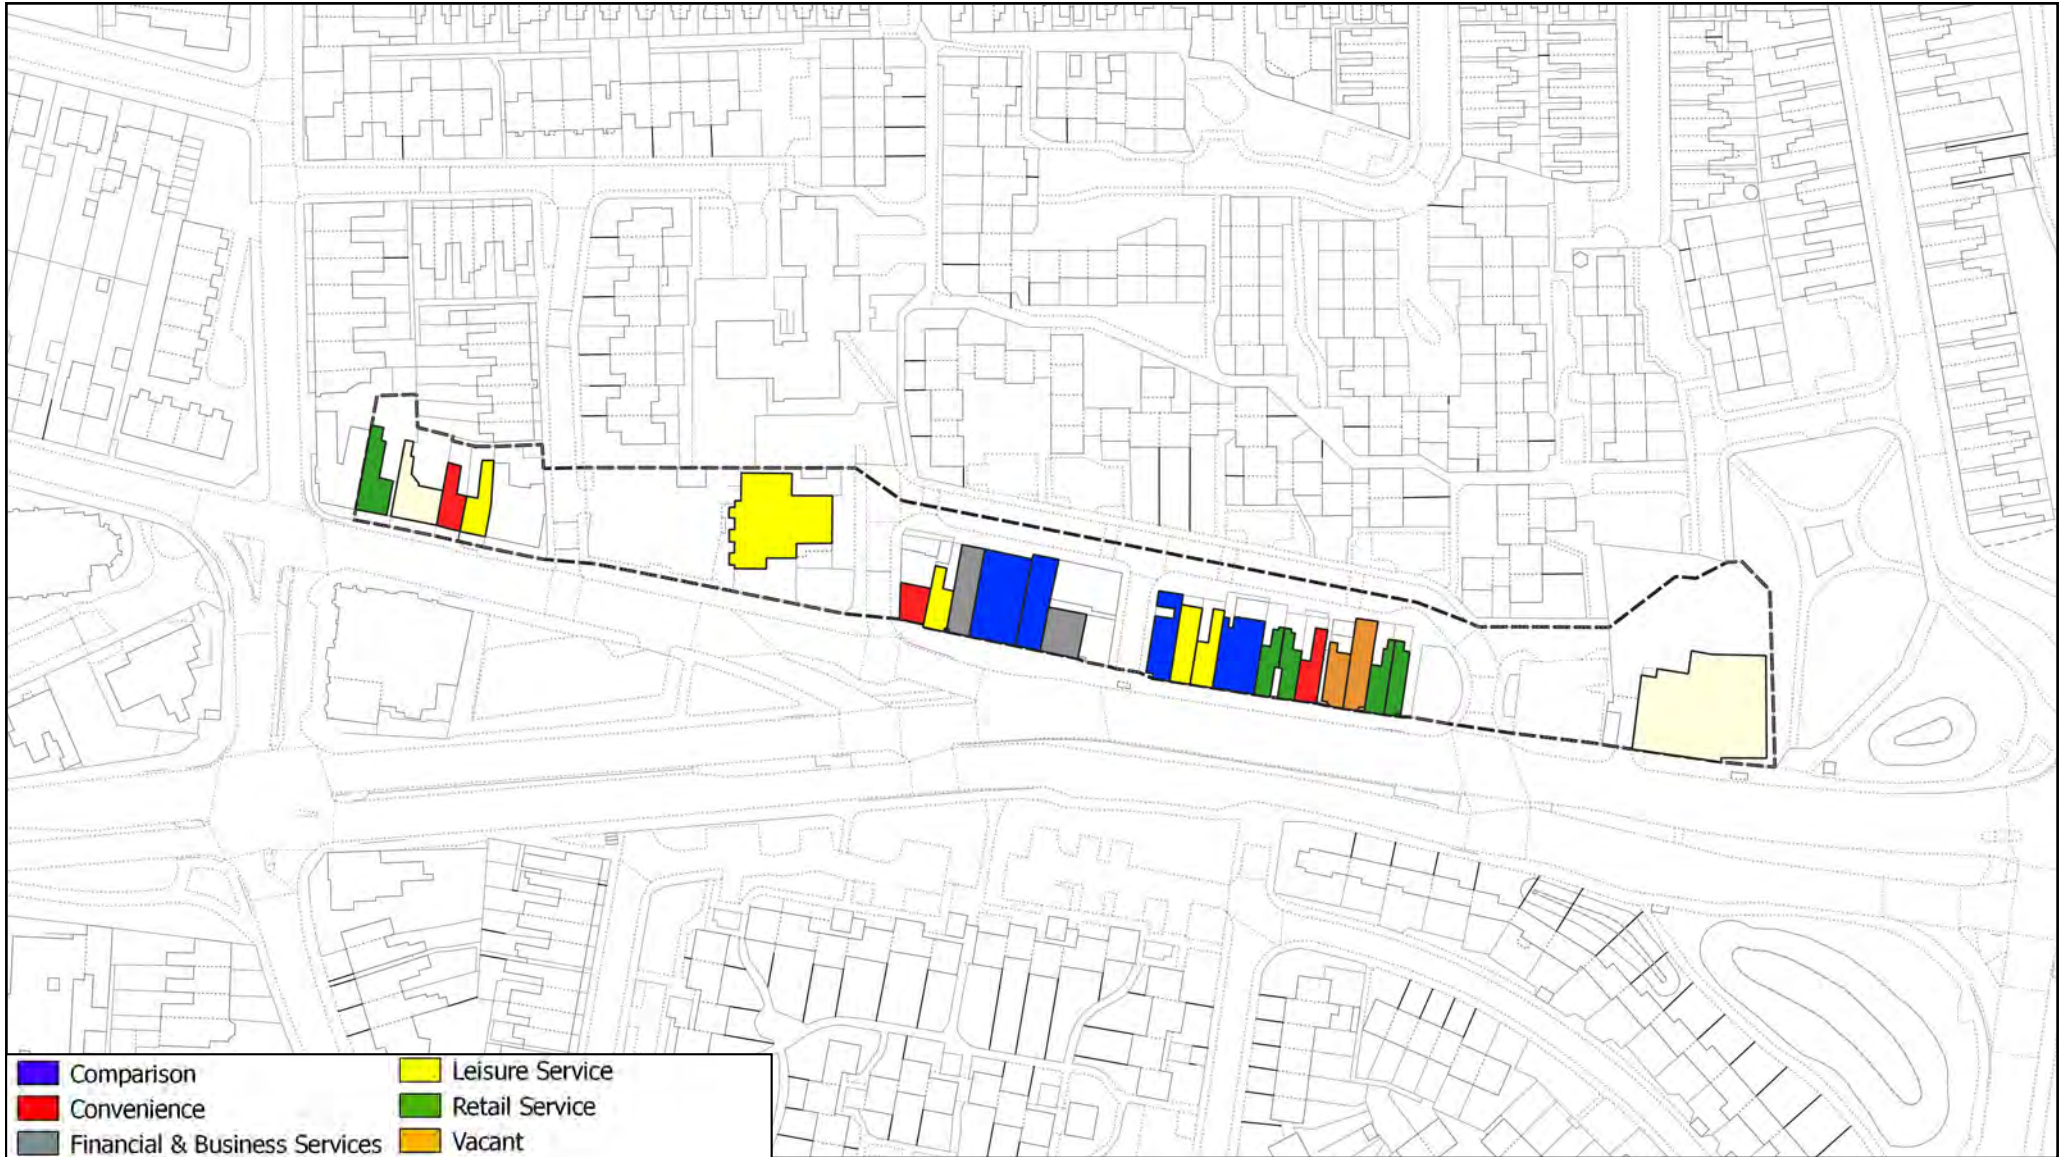 Comparison
Convenience
Financial & Business Services
Leisure Service
Retail Service
Vacant